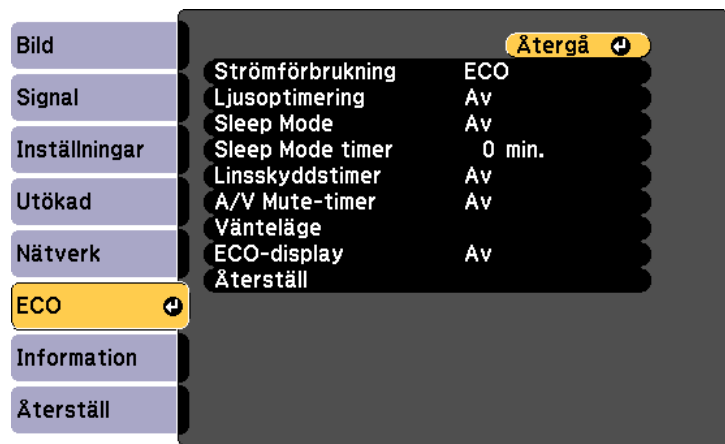 Bild
Signal
Inställningar
Utökad
Nätverk
ECO
Information
Återställ
Återgå
Strömförbrukning ECO
Ljusoptimering Av
Sleep Mode Av
Sleep Mode timer 0 min.
Linsskyddstimer Av
A/V Mute-timer Av
Vänteläge
ECO-display Av
Återställ